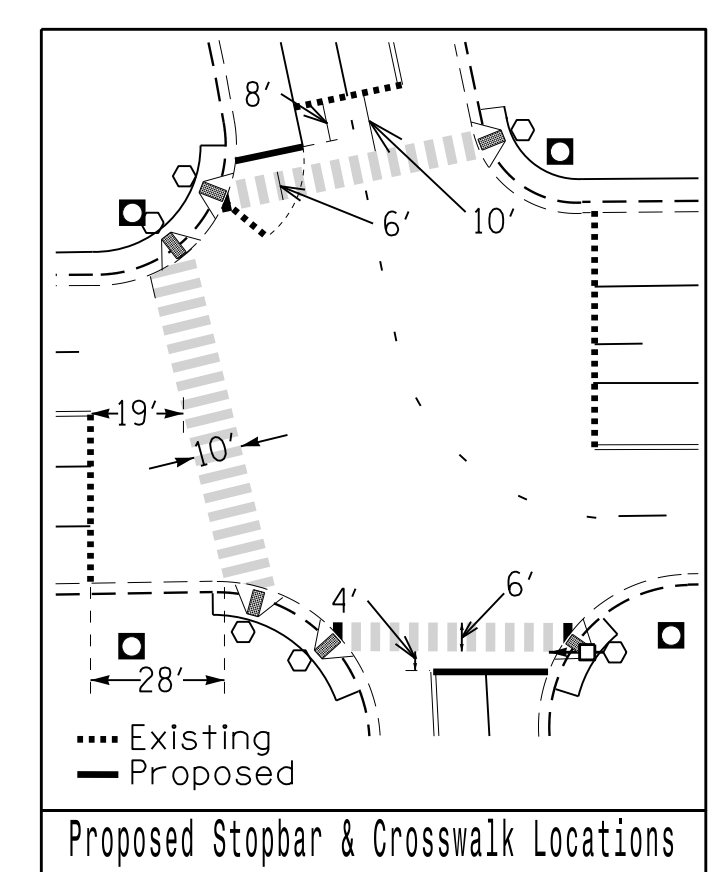 8'
6'
10'
19'
10'
4'
6'
28'
Existing
Proposed
Proposed Stopbar & Crosswalk Locations